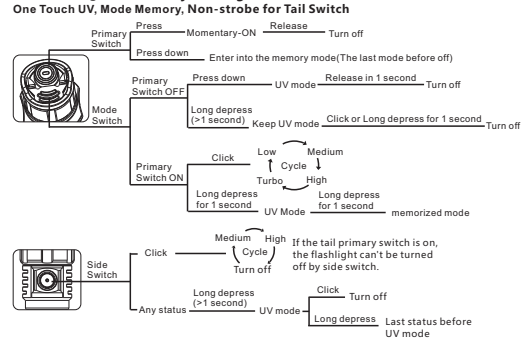 One Touch UV, Mode Memory, Non-strobe for Tail Switch
Primary
Switch
Press
Momentary-ON
Release
Turn off
Press down
Enter into the memory mode(The last mode before off)
Mode
Switch
Primary
Switch OFF
Press down
UV mode
Release in 1 second
Turn off
Long depress
(>1 second)
Keep UV mode
Click or Long depress for 1 second
Turn off
Primary
Switch ON
Click
Low
Medium
Cycle
Turbo
High
Long depress
for 1 second
UV Mode
Long depress
for 1 second
memorized mode
Side
Switch
Click
Medium
High
Cycle
Turn off
If the tail primary switch is on,
the flashlight can't be turned
off by side switch.
Any status
Long depress
(>1 second)
UV mode
Click
Turn off
Long depress
Last status before
UV mode